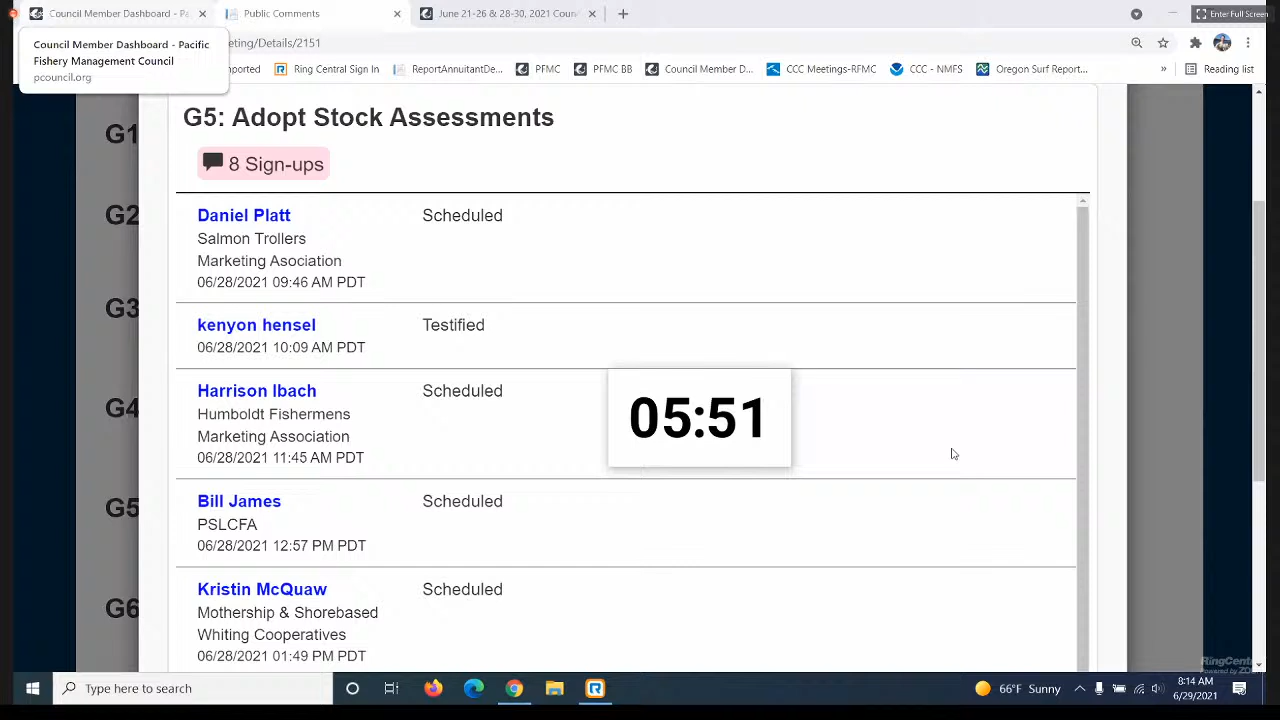 Council Member Dashboard - Pa
Public Comments
June 21-26 & 28-30, 2021 Coun
Enter Full Screen
Council Member Dashboard - Pacific
Fishery Management Council
pcouncil.org
eting/Details/2151
ported
Ring Central Sign In
ReportAnnuitantDe...
PFMC
PFMC BB
Council Member D...
CCC Meetings-RFMC
CCC - NMFS
Oregon Surf Repor...
»
Reading list
G1
G2
G3
G4
G5
G6
G5: Adopt Stock Assessments
8 Sign-ups
Daniel Platt
Scheduled
Salmon Trollers
Marketing Asociation
06/28/2021 09:46 AM PDT
kenyon hensel
Testified
06/28/2021 10:09 AM PDT
Harrison Ibach
Scheduled
Humboldt Fishermens
Marketing Association
06/28/2021 11:45 AM PDT
05:51
Bill James
Scheduled
PSLCFA
06/28/2021 12:57 PM PDT
Kristin McQuaw
Scheduled
Mothership & Shorebased
Whiting Cooperatives
06/28/2021 01:49 PM PDT
RingCentral
Type here to search
66°F Sunny
8:14 AM
6/29/2021